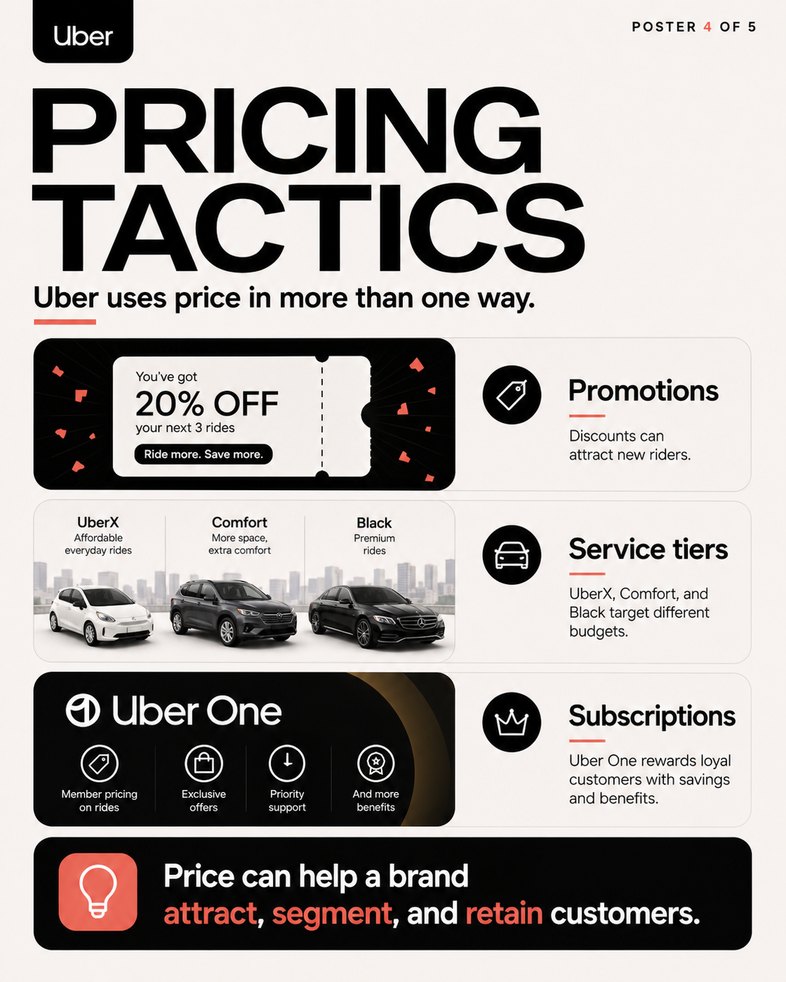 Uber
POSTER 4 OF 5
PRICING
TACTICS
Uber uses price in more than one way.
You've got
20% OFF
your next 3 rides
Ride more. Save more.
Promotions
Discounts can
attract new riders.
UberX
Affordable
everyday rides
Comfort
More space,
extra comfort
Black
Premium
rides
Service tiers
UberX, Comfort, and
Black target different
budgets.
Uber One
Member pricing
on rides
Exclusive
offers
Priority
support
And more
benefits
Subscriptions
Uber One rewards loyal
customers with savings
and benefits.
Price can help a brand
attract, segment, and retain customers.